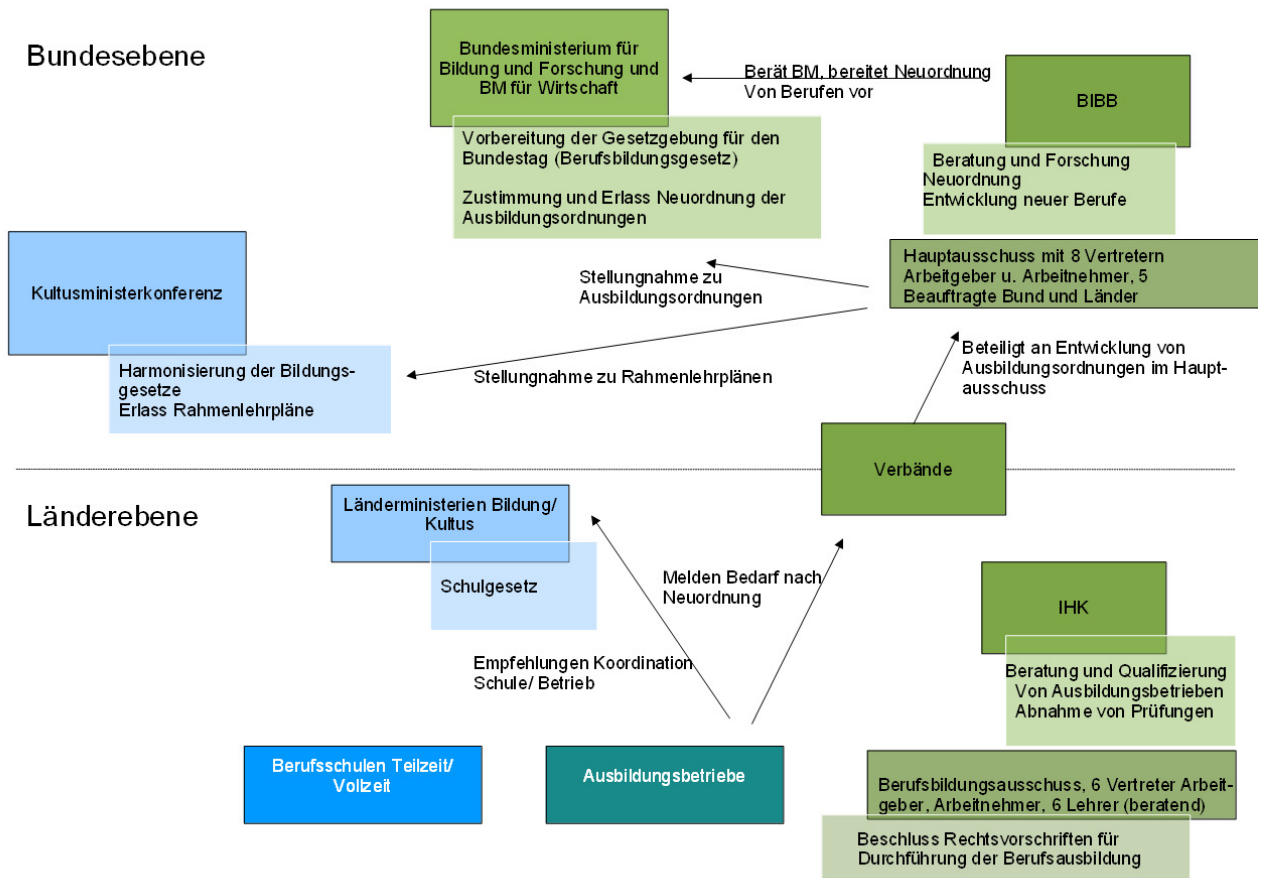 Bundesebene
Bundesministerium für
Bildung und Forschung und
BM für Wirtschaft
Berät BM, bereitet Neuordnung
Von Berufen vor
BIBB
Vorbereitung der Gesetzgebung für den
Bundestag (Berufsbildungsgesetz)
Zustimmung und Erlass Neuordnung der
Ausbildungsordnungen
Beratung und Forschung
Neuordnung
Entwicklung neuer Berufe
Hauptausschuss mit 8 Vertretern
Arbeitgeber u. Arbeitnehmer, 5
Beauftragte Bund und Länder
Kultusministerkonferenz
Stellungnahme zu
Ausbildungsordnungen
Harmonisierung der Bildungs-
gesetze
Erlass Rahmenlehrpläne
Stellungnahme zu Rahmenlehrplänen
Beteiligt an Entwicklung von
Ausbildungsordnungen im Haupt-
ausschuss
Verbände
Länderebene
Länderministerien Bildung/
Kultus
Schulgesetz
Melden Bedarf nach
Neuordnung
IHK
Empfehlungen Koordination
Schule/ Betrieb
Beratung und Qualifizierung
Von Ausbildungsbetrieben
Abnahme von Prüfungen
Berufsschulen Teilzeit/
Vollzeit
Ausbildungsbetriebe
Berufsbildungsausschuss, 6 Vertreter Arbeit-
geber, Arbeitnehmer, 6 Lehrer (beratend)
Beschluss Rechtsvorschriften für
Durchführung der Berufsausbildung